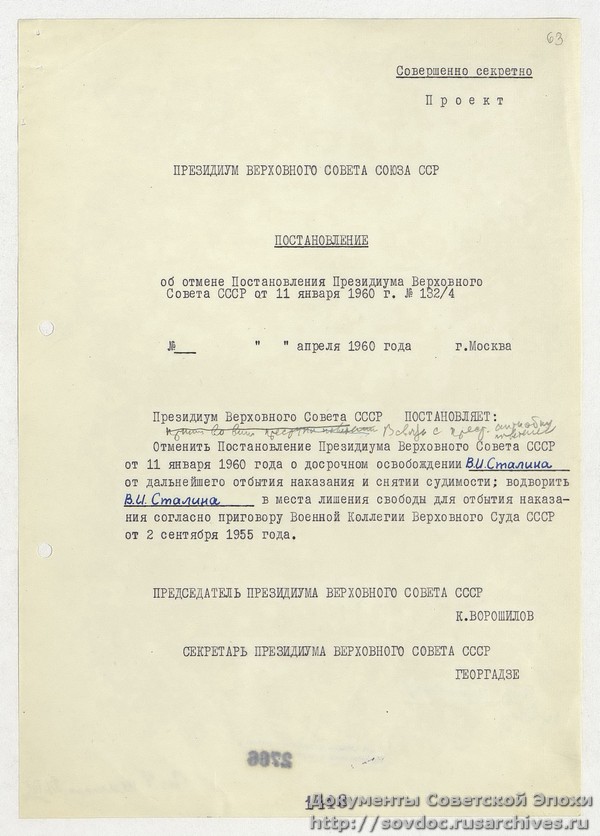 63
Совершенно секретно
Проект
ПРЕЗИДИУМ ВЕРХОВНОГО СОВЕТА СОЮЗА ССР
ПОСТАНОВЛЕНИЕ
об отмене Постановления Президиума Верховного
Совета СССР от 11 января 1960 г. № 132/4
№___ " " апреля 1960 года г.Москва
Президиум Верховного Совета СССР ПОСТАНОВЛЯЕТ:
В связи с
Отменить Постановление Президиума Верховного Совета СССР
от 11 января 1960 года о досрочном освобождении В.И.Сталина
от дальнейшего отбытия наказания и снятии судимости; водворить
В.И.Сталина в места лишения свободы для отбытия наказа-
ния согласно приговору Военной Коллегии Верховного Суда СССР
от 2 сентября 1955 года.
ПРЕДСЕДАТЕЛЬ ПРЕЗИДИУМА ВЕРХОВНОГО СОВЕТА СССР
К.ВОРОШИЛОВ
СЕКРЕТАРЬ ПРЕЗИДИУМА ВЕРХОВНОГО СОВЕТА СССР
ГЕОРГАДЗЕ
2766
Документы Советской Эпохи
http://sovdoc.rusarchives.ru